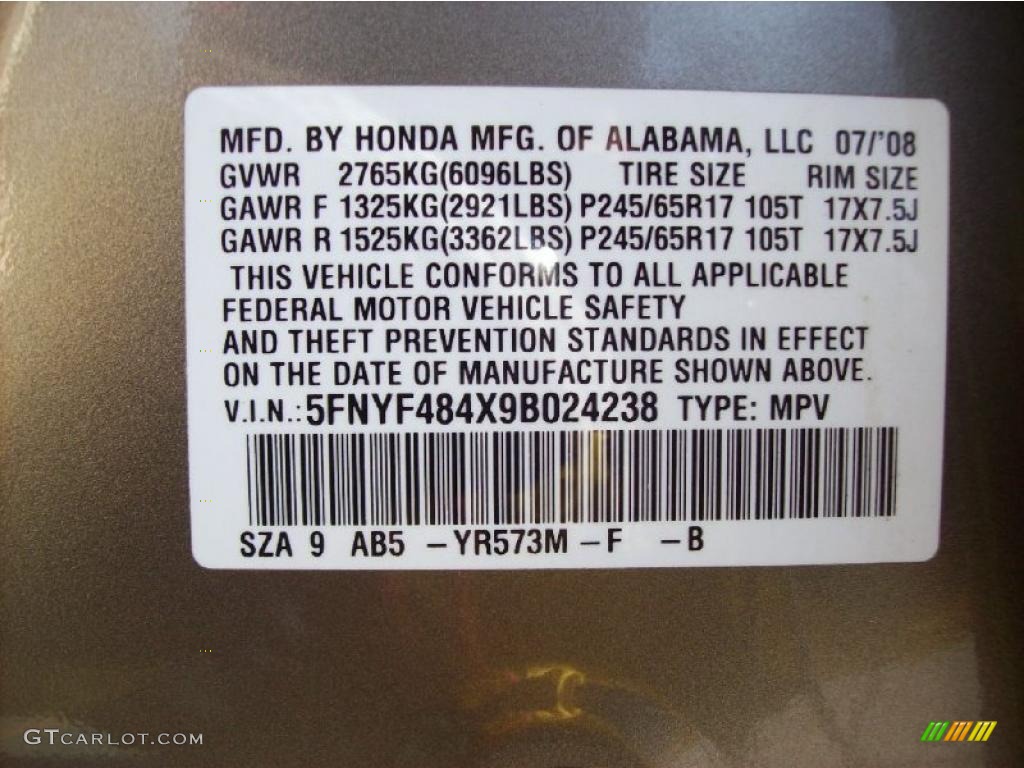 MFD. BY HONDA MFG. OF ALABAMA, LLC 07/'08
GVWR 2765KG(6096LBS) TIRE SIZE RIM SIZE
GAWR F 1325KG(2921LBS) P245/65R17 105T 17X7.5J
GAWR R 1525KG(3362LBS) P245/65R17 105T 17X7.5J
THIS VEHICLE CONFORMS TO ALL APPLICABLE
FEDERAL MOTOR VEHICLE SAFETY
AND THEFT PREVENTION STANDARDS IN EFFECT
ON THE DATE OF MANUFACTURE SHOWN ABOVE.
V.I.N.: 5FNYF484X9B024238 TYPE: MPV
SZA 9 AB5 –YR573M –F –B
GTCARLOT.COM